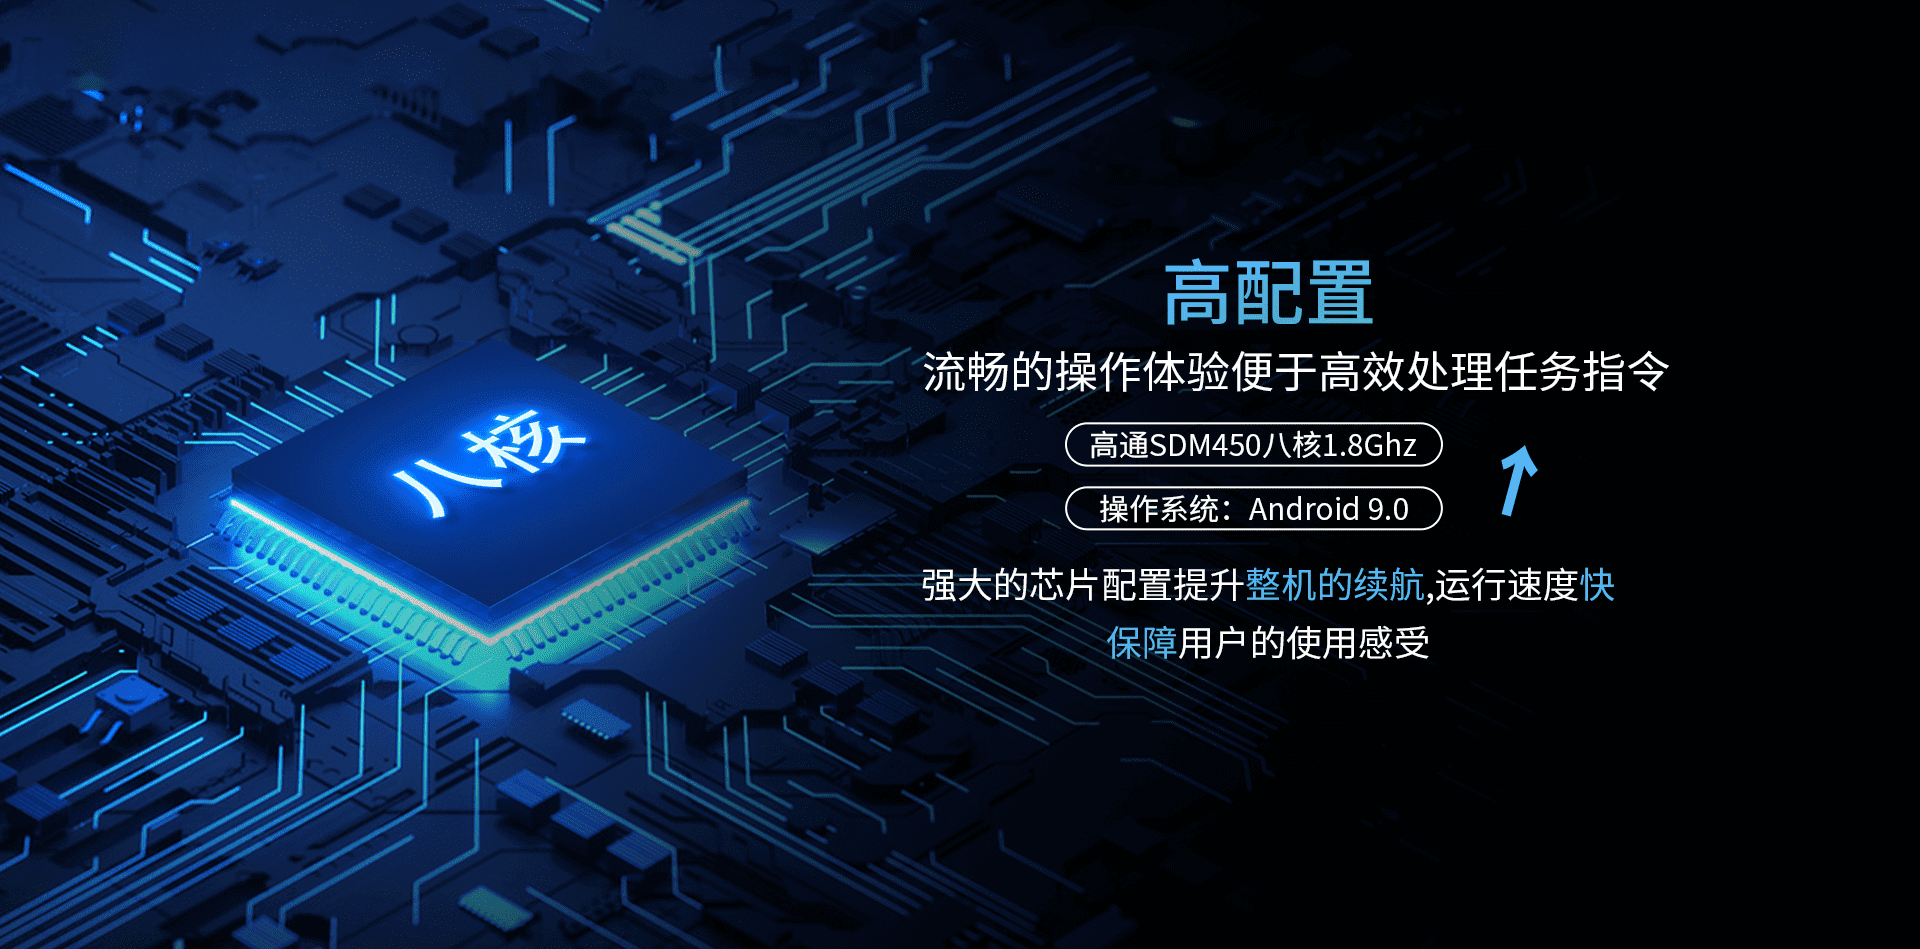 八核
高配置
流畅的操作体验便于高效处理任务指令
高通SDM450八核1.8Ghz
操作系统：Android 9.0
强大的芯片配置提升整机的续航,运行速度快
保障用户的使用感受